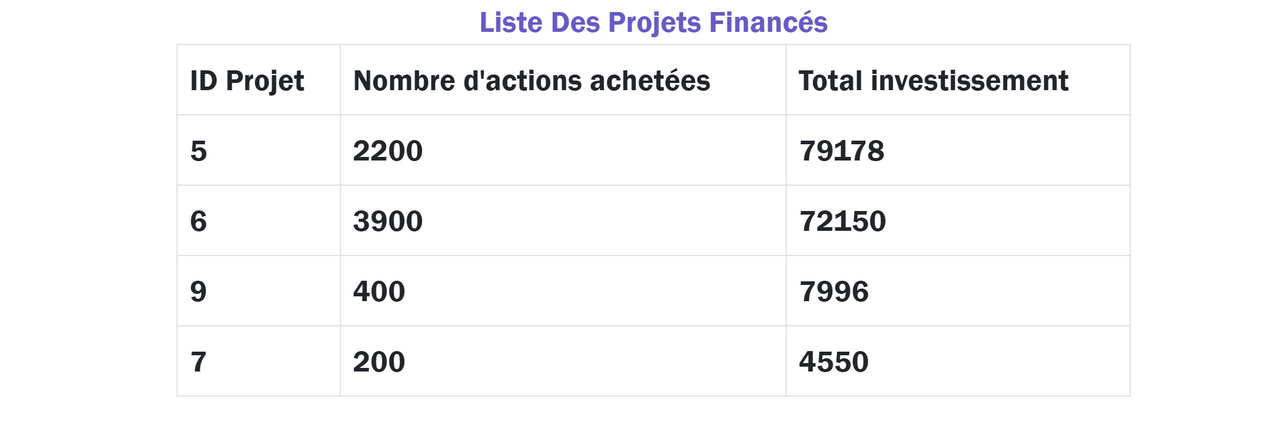 Liste Des Projets Financés
ID Projet Nombre d'actions achetées Total investissement
5 2200 79178
6 3900 72150
9 400 7996
7 200 4550